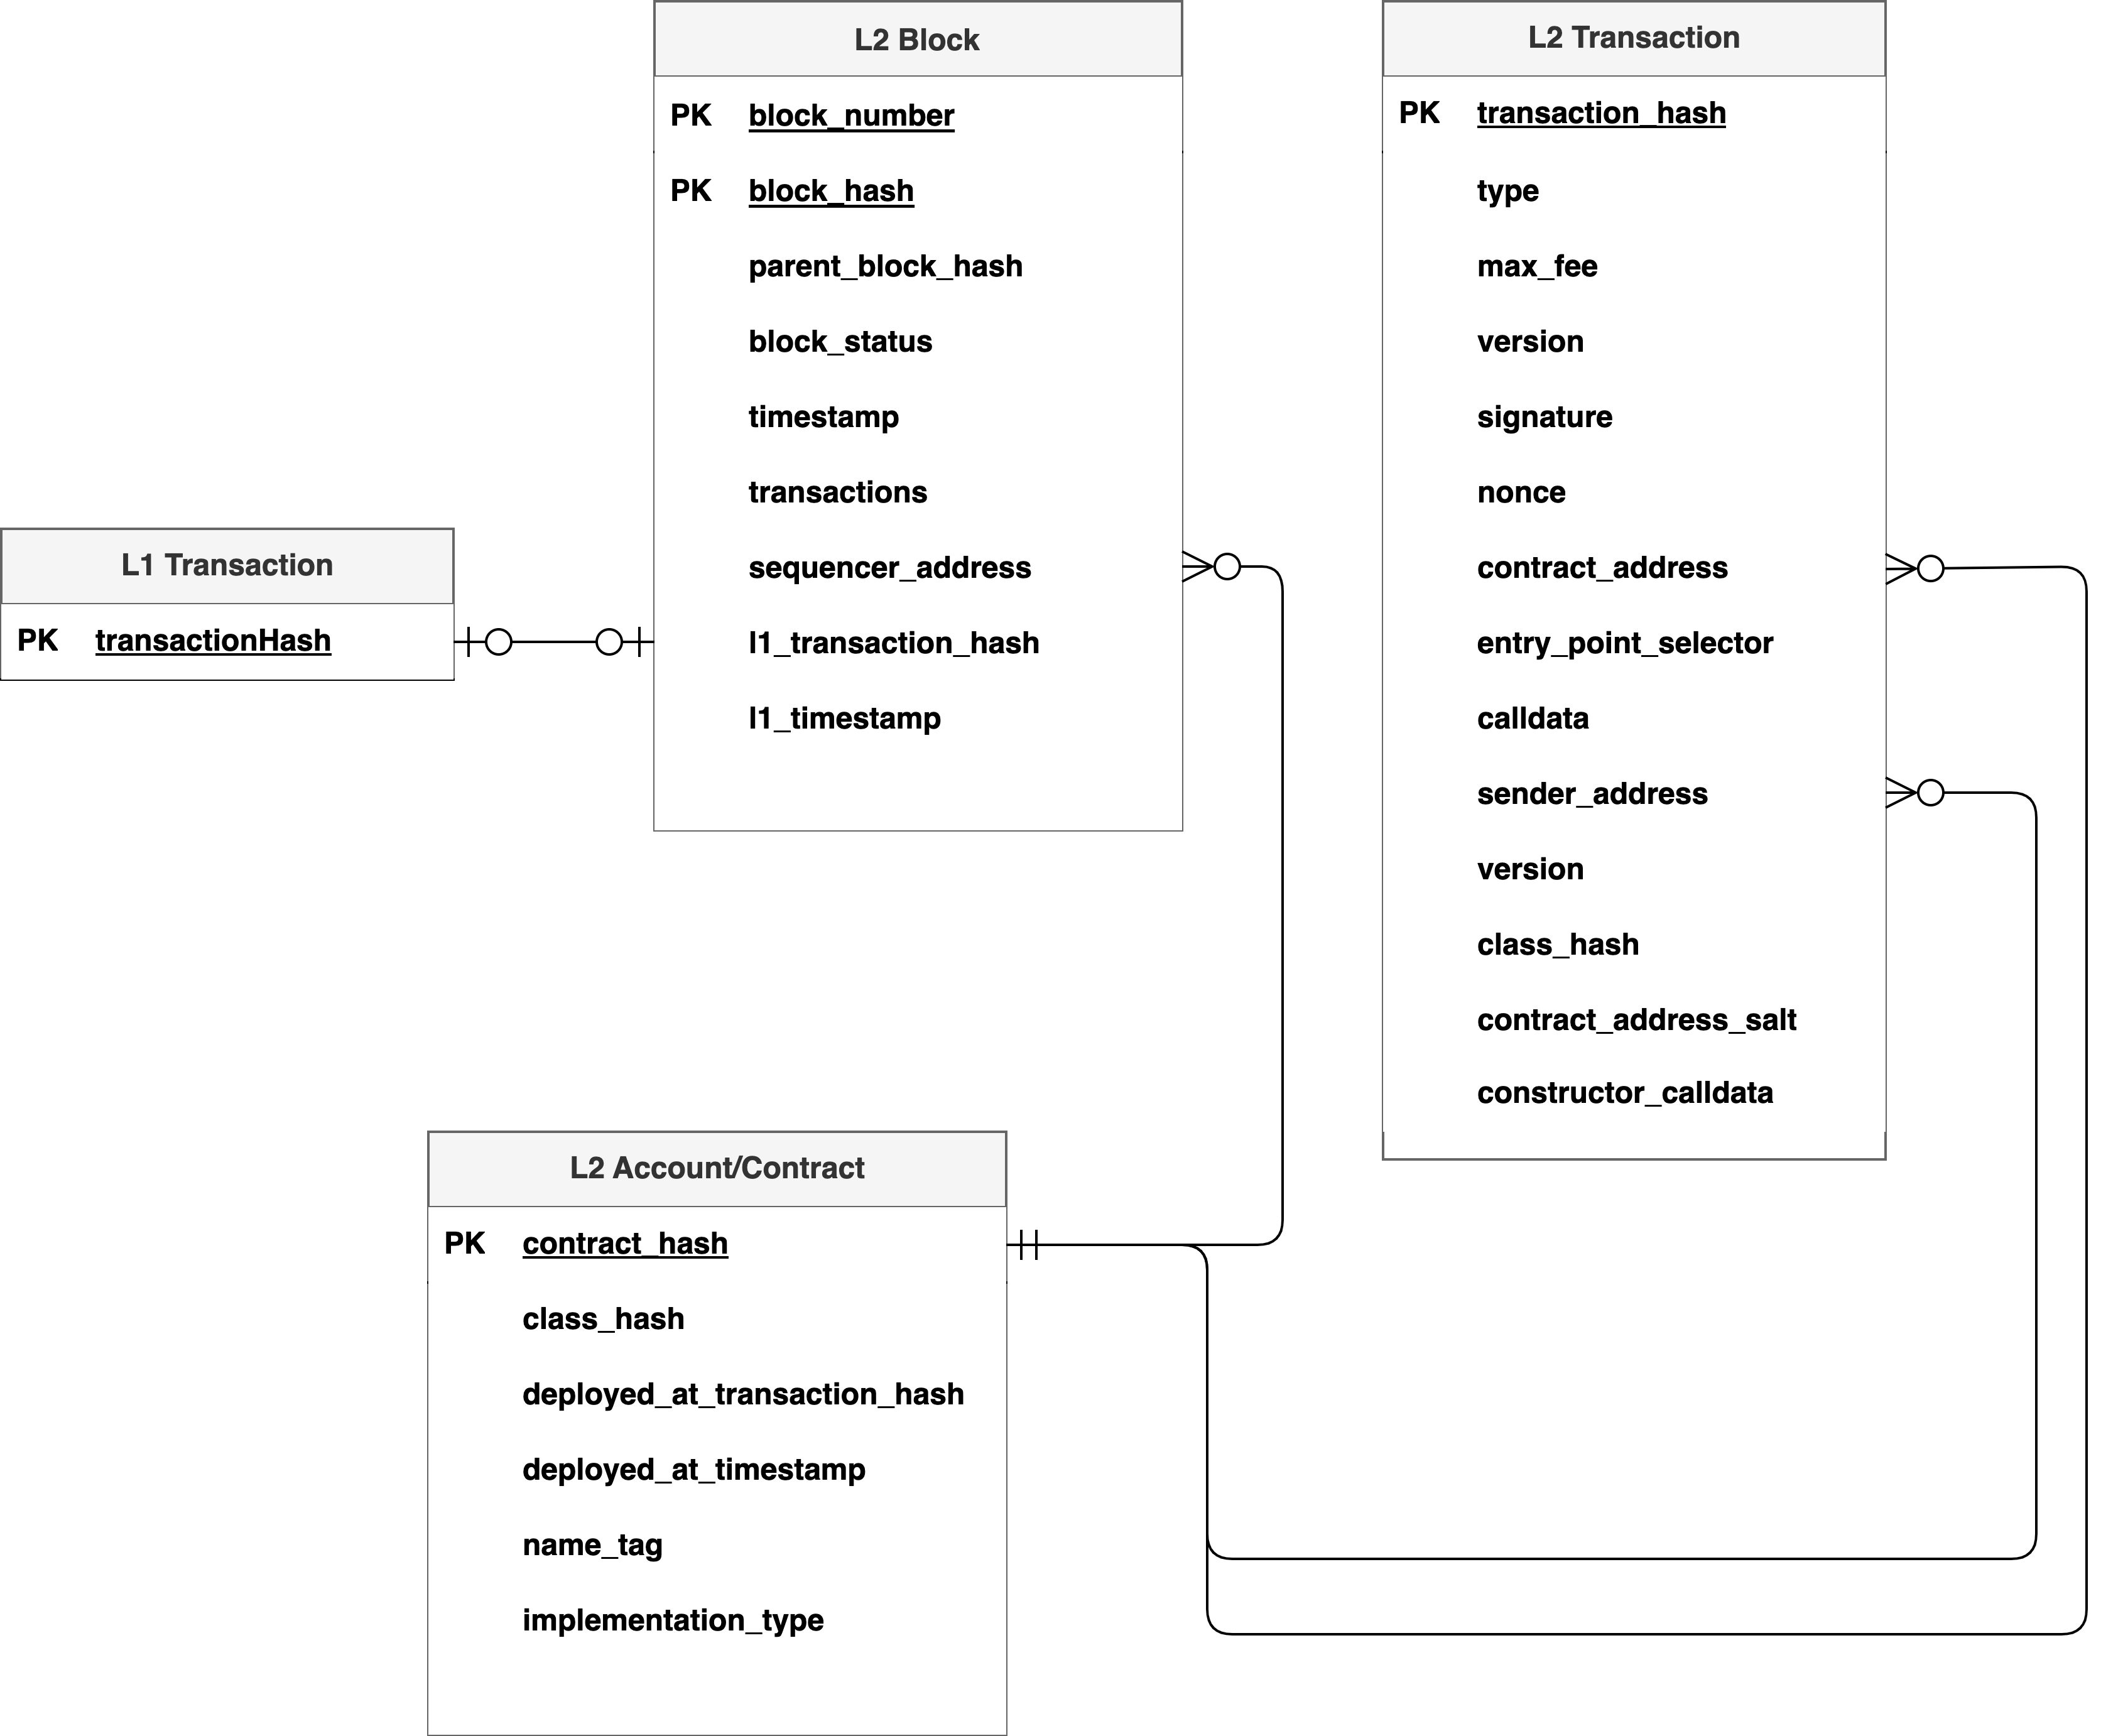 L2 Block
PK block_number
PK block_hash
parent_block_hash
block_status
timestamp
transactions
sequencer_address
l1_transaction_hash
l1_timestamp
L2 Transaction
PK transaction_hash
type
max_fee
version
signature
nonce
contract_address
entry_point_selector
calldata
sender_address
version
class_hash
contract_address_salt
constructor_calldata
L1 Transaction
PK transactionHash
L2 Account/Contract
PK contract_hash
class_hash
deployed_at_transaction_hash
deployed_at_timestamp
name_tag
implementation_type